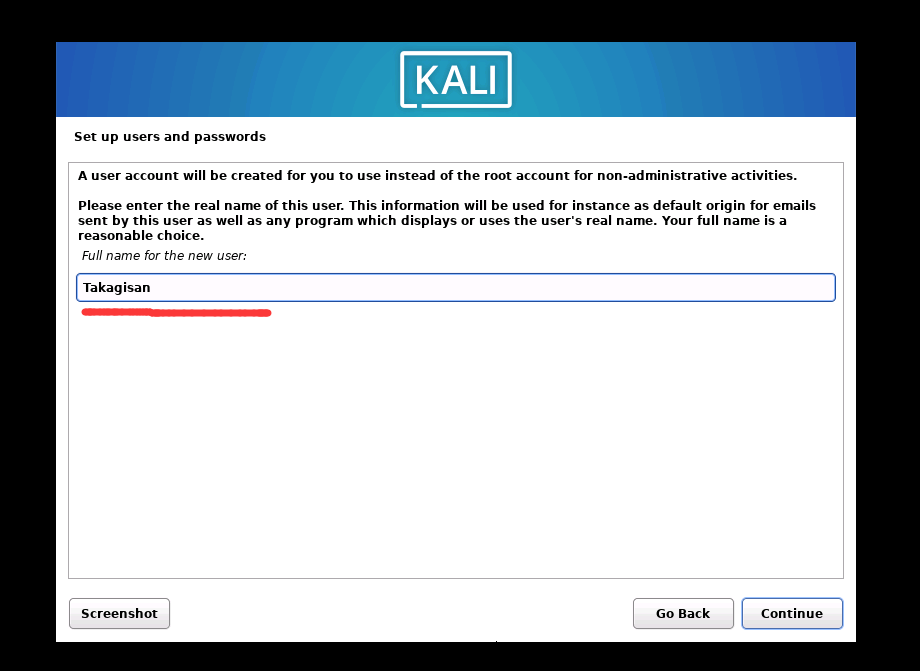 KALI
Set up users and passwords
A user account will be created for you to use instead of the root account for non-administrative activities.
Please enter the real name of this user. This information will be used for instance as default origin for emails
sent by this user as well as any program which displays or uses the user's real name. Your full name is a
reasonable choice.
Full name for the new user:
Takagisan
Screenshot
Go Back
Continue